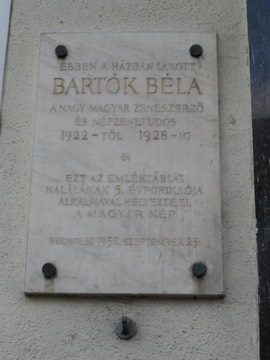 EBBEN A HÁZBAN LAKOTT
BARTÓK BÉLA
A NAGY MAGYAR ZENESZERZŐ
ÉS NÉPZENETUDÓS
1922-TŐL 1928-IG
EZT AZ EMLÉKTÁBLÁT
HALÁLÁNAK 5. ÉVFORDULÓJA
ALKALMÁVAL HELYEZTE EL
A MAGYAR NÉP
BUDAPEST 1950. SZEPTEMBER 25.